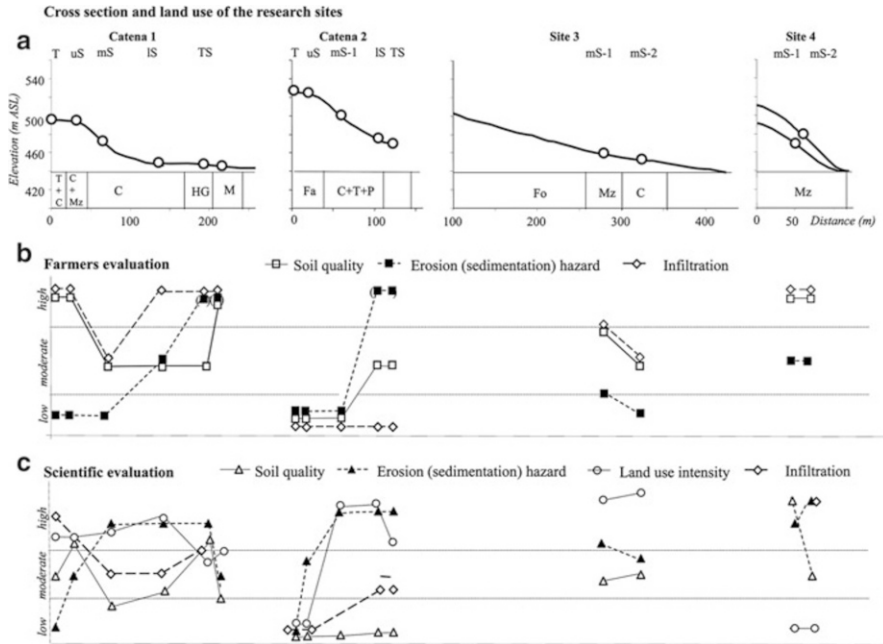 Cross section and land use of the research sites
a
Catena 1 Catena 2 Site 3 Site 4
T uS mS lS TS T uS mS-1 lS TS mS-1 mS-2 mS-1 mS-2
Elevation (m ASL)
540
500
460
420
T + C C + Mz C HG M Fa C+T+P Fo Mz C Mz
0 100 200 0 100 100 200 300 400 0 50 Distance (m)
b
Farmers evaluation Soil quality Erosion (sedimentation) hazard Infiltration
high
moderate
low
c
Scientific evaluation Soil quality Erosion (sedimentation) hazard Land use intensity Infiltration
high
moderate
low